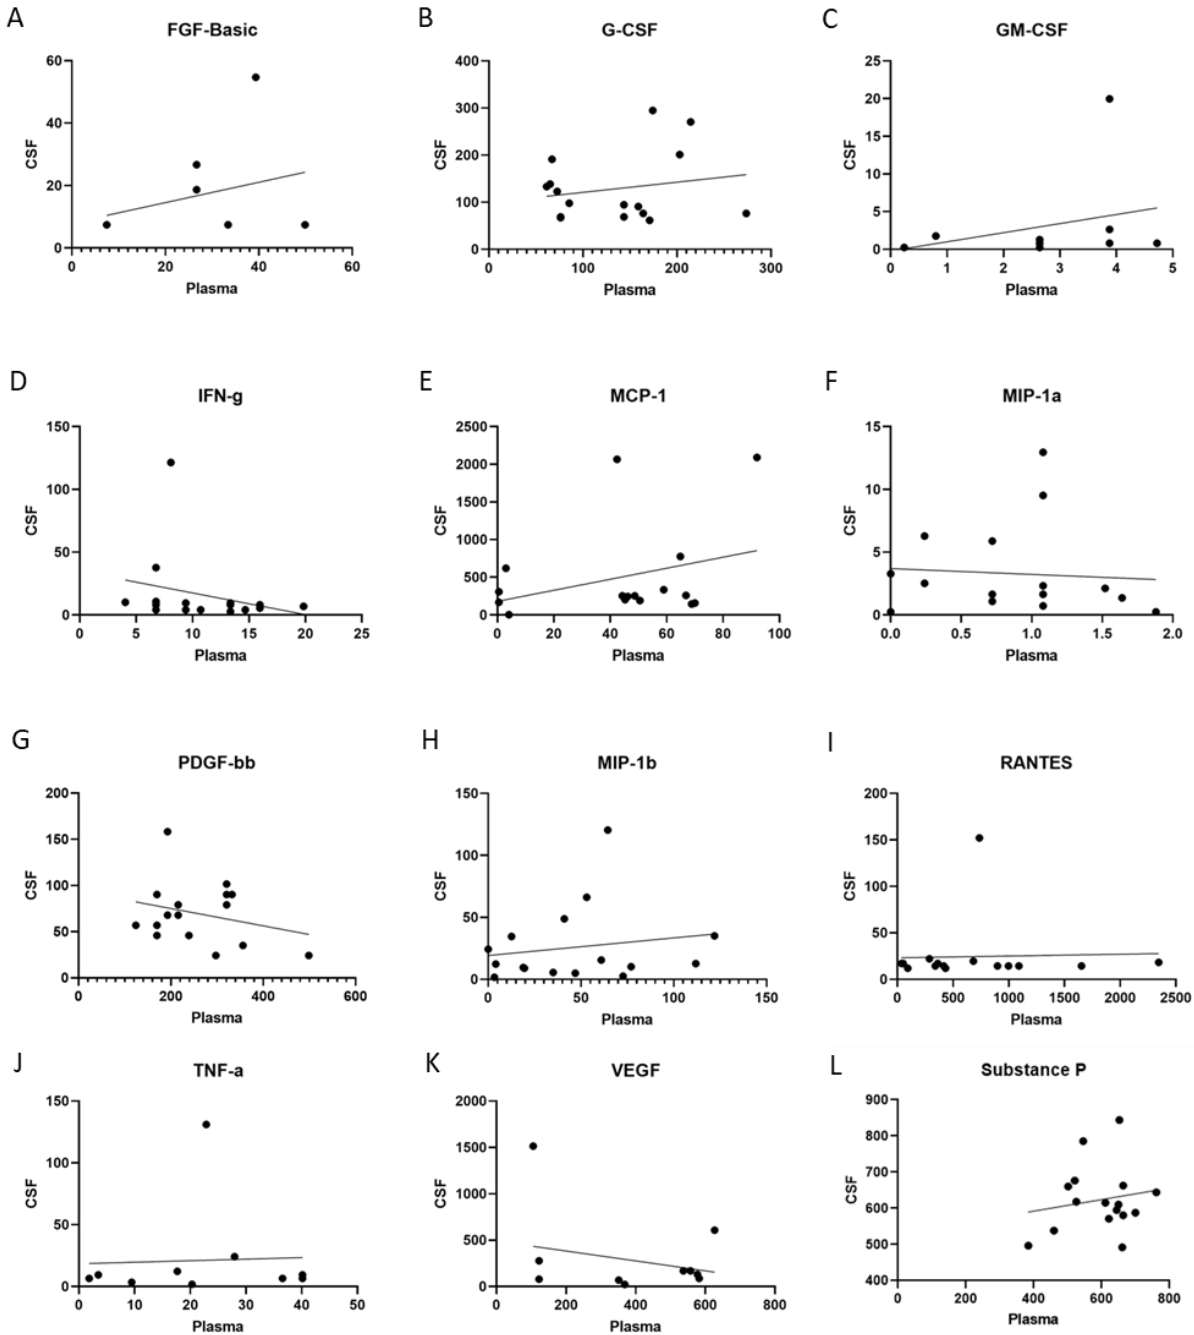 A
FGF-Basic
60
40
20
0
CSF
0 20 40 60
Plasma
B
G-CSF
400
300
200
100
0
CSF
0 100 200 300
Plasma
C
GM-CSF
25
20
15
10
5
0
CSF
0 1 2 3 4 5
Plasma
D
IFN-g
150
100
50
0
CSF
0 5 10 15 20 25
Plasma
E
MCP-1
2500
2000
1500
1000
500
0
CSF
0 20 40 60 80 100
Plasma
F
MIP-1a
15
10
5
0
CSF
0.0 0.5 1.0 1.5 2.0
Plasma
G
PDGF-bb
200
150
100
50
0
CSF
0 200 400 600
Plasma
H
MIP-1b
150
100
50
0
CSF
0 50 100 150
Plasma
I
RANTES
200
150
100
50
0
CSF
0 500 1000 1500 2000 2500
Plasma
J
TNF-a
150
100
50
0
CSF
0 10 20 30 40 50
Plasma
K
VEGF
2000
1500
1000
500
0
CSF
0 200 400 600 800
Plasma
L
Substance P
900
800
700
600
500
400
CSF
0 200 400 600 800
Plasma